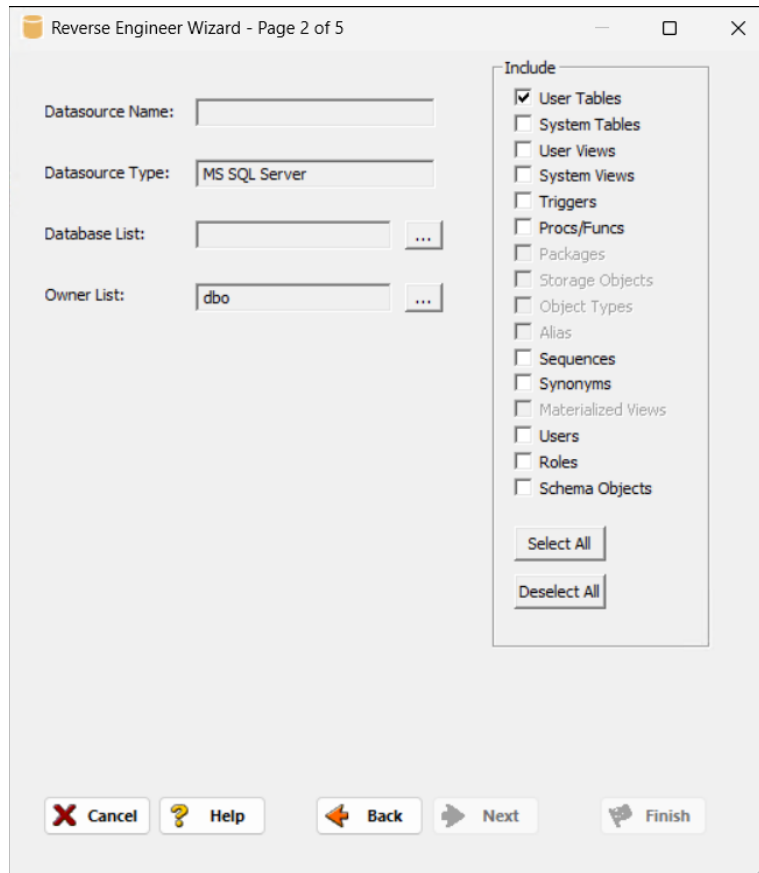 Reverse Engineer Wizard - Page 2 of 5
Datasource Name:
Datasource Type: MS SQL Server
Database List: ...
Owner List: dbo ...
Include
User Tables
System Tables
User Views
System Views
Triggers
Procs/Funcs
Packages
Storage Objects
Object Types
Alias
Sequences
Synonyms
Materialized Views
Users
Roles
Schema Objects
Select All
Deselect All
Cancel Help Back Next Finish